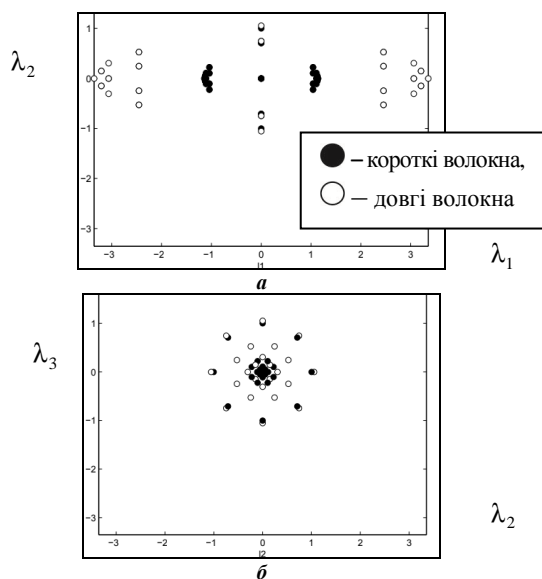 λ₂
1
0
−1
−2
−3
– короткі волокна,
— довгі волокна
−3 −2 −1 0 1 2 3
l1
λ₁
а
λ₃
1
0
−1
−2
−3
−3 −2 −1 0 1 2 3
l2
λ₂
б